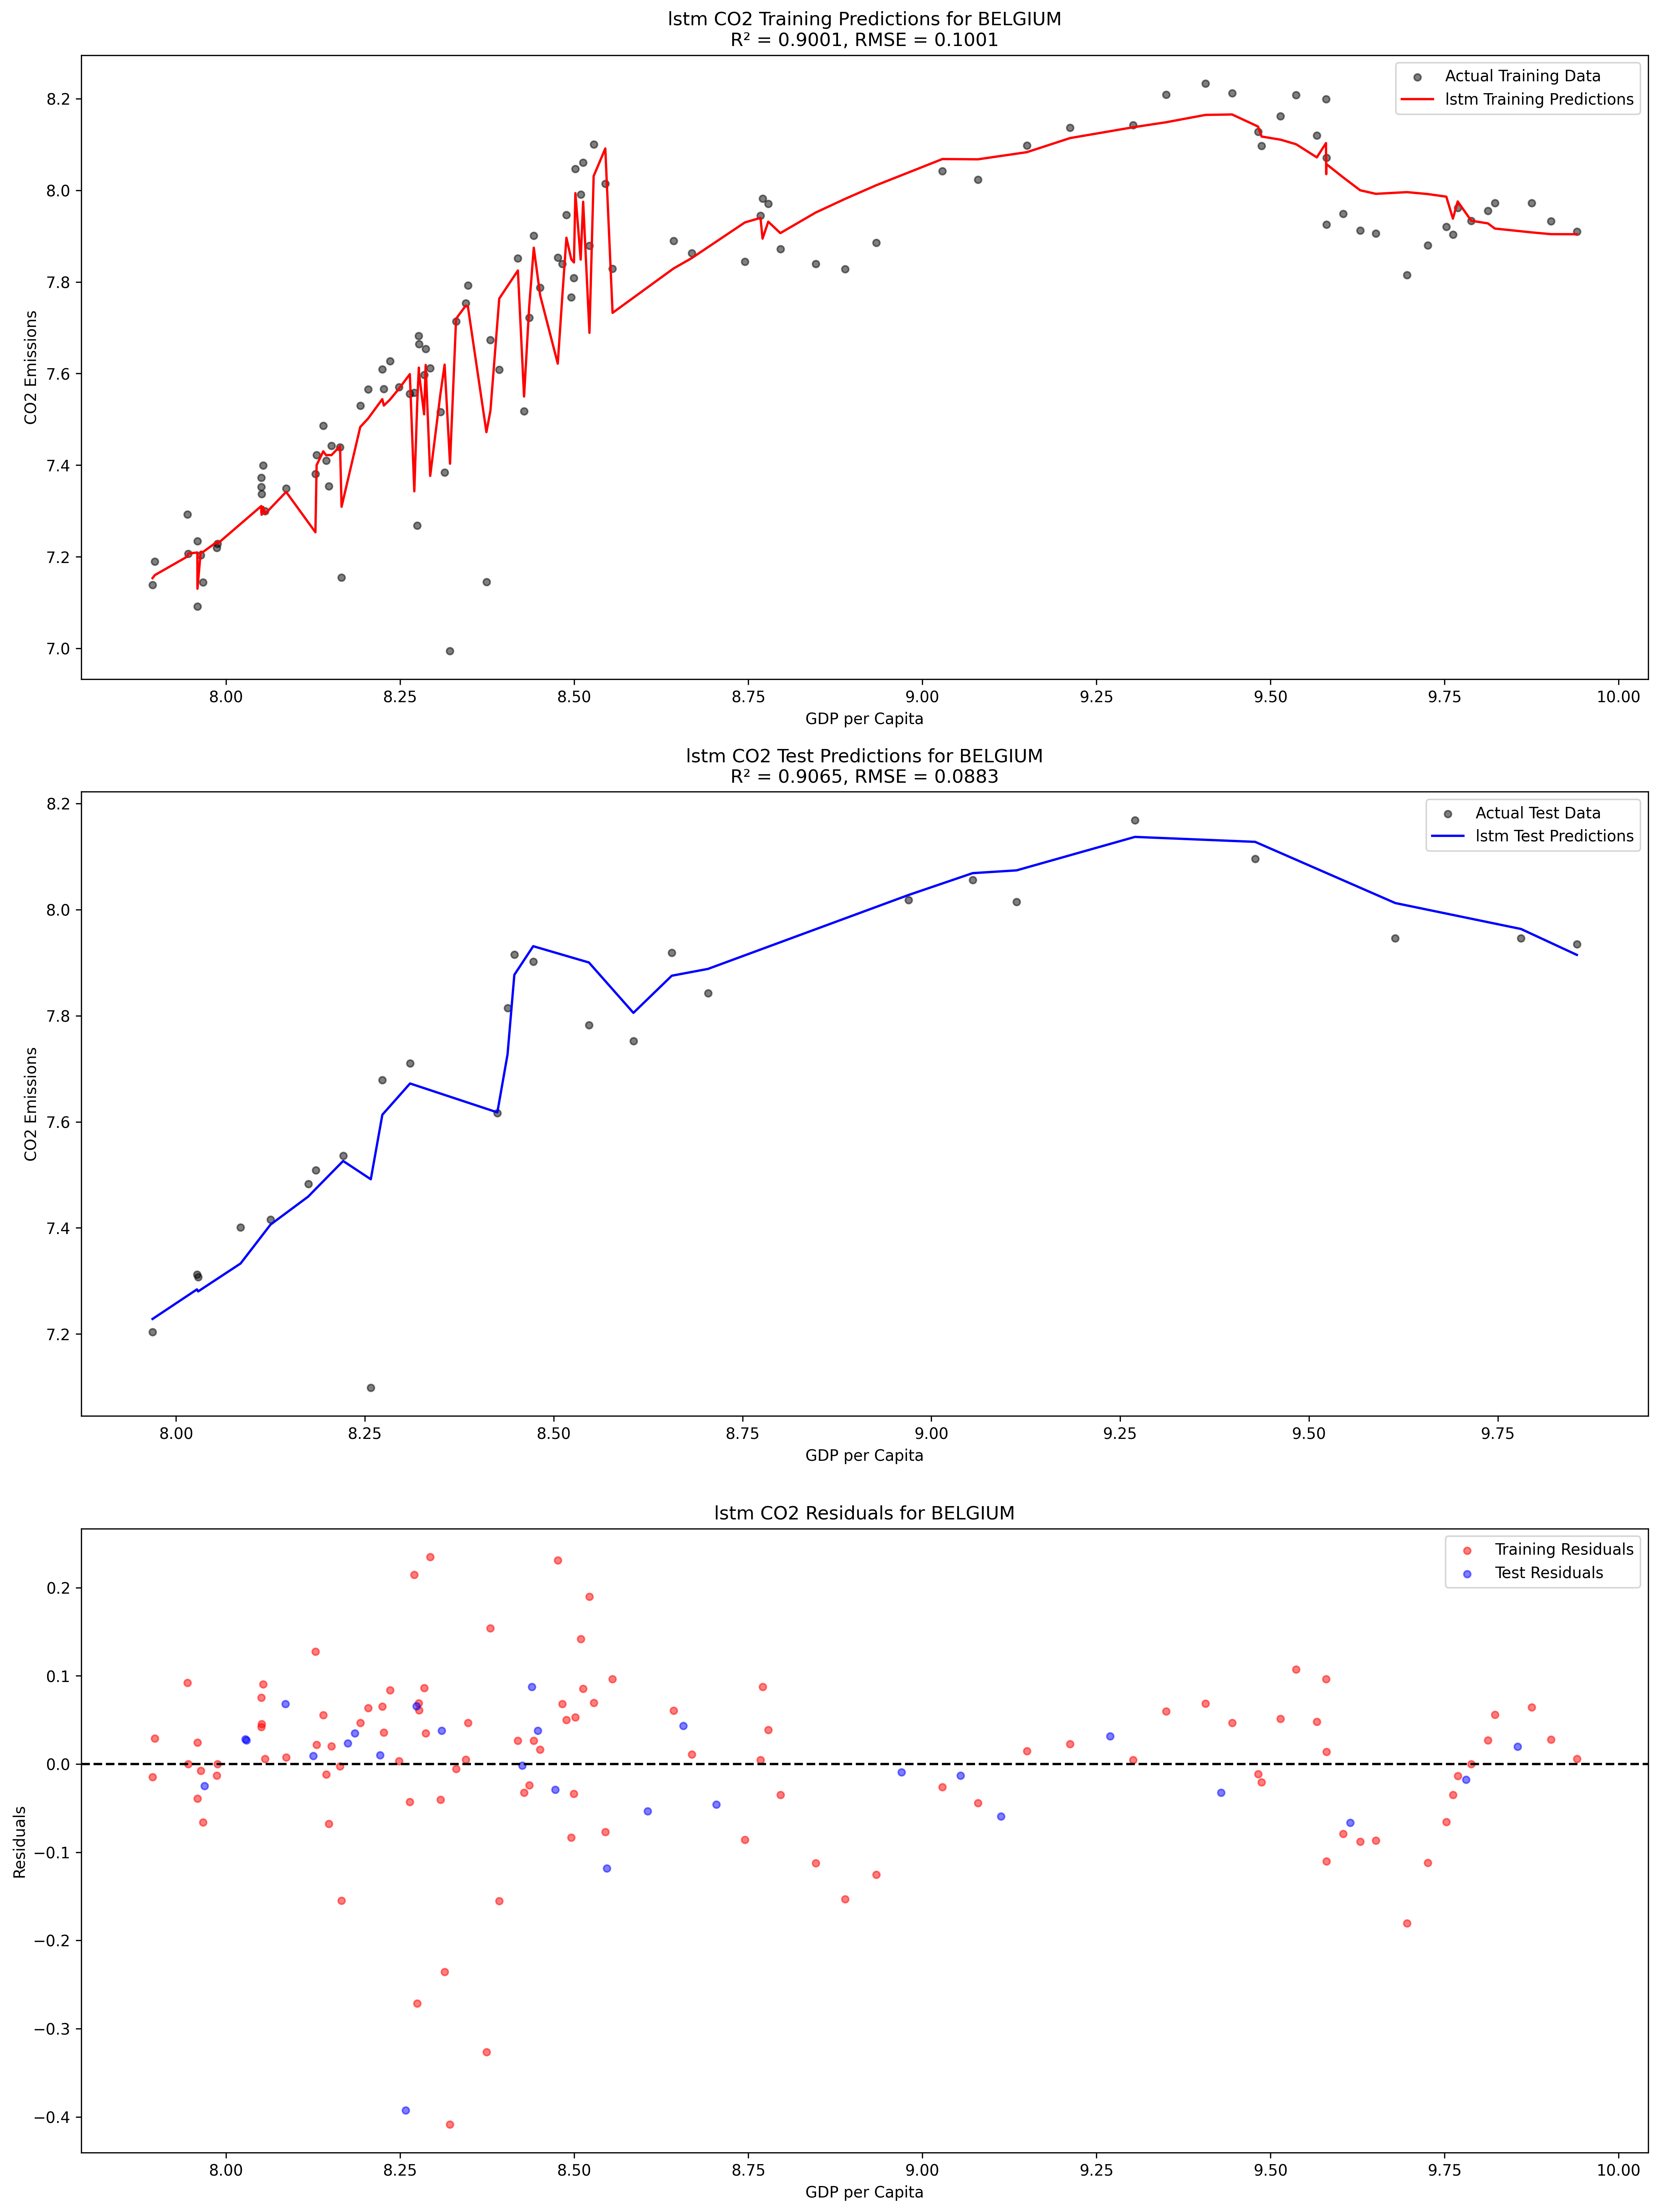 lstm CO2 Training Predictions for BELGIUM
R² = 0.9001, RMSE = 0.1001
Actual Training Data
lstm Training Predictions
CO2 Emissions
8.2
8.0
7.8
7.6
7.4
7.2
7.0
8.00 8.25 8.50 8.75 9.00 9.25 9.50 9.75 10.00
GDP per Capita
lstm CO2 Test Predictions for BELGIUM
R² = 0.9065, RMSE = 0.0883
Actual Test Data
lstm Test Predictions
CO2 Emissions
8.2
8.0
7.8
7.6
7.4
7.2
8.00 8.25 8.50 8.75 9.00 9.25 9.50 9.75
GDP per Capita
lstm CO2 Residuals for BELGIUM
Training Residuals
Test Residuals
Residuals
0.2
0.1
0.0
−0.1
−0.2
−0.3
−0.4
8.00 8.25 8.50 8.75 9.00 9.25 9.50 9.75 10.00
GDP per Capita